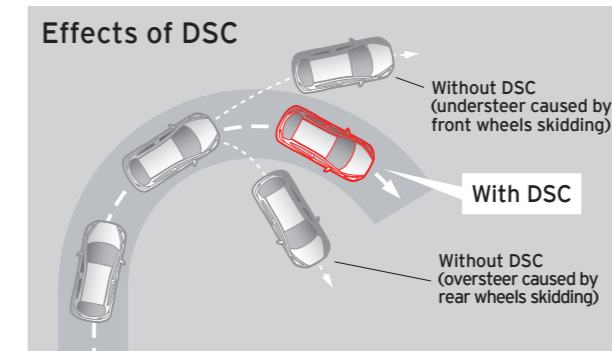 Effects of DSC
Without DSC
(understeer caused by
front wheels skidding)
With DSC
Without DSC
(oversteer caused by
rear wheels skidding)